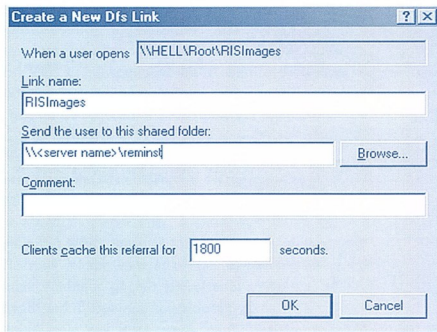 Create a New Dfs Link
When a user opens \\HELL\Root\RISImages
Link name:
RISImages
Send the user to this shared folder:
\\<server name>\reminst
Browse...
Comment:
Clients cache this referral for 1800 seconds.
OK Cancel